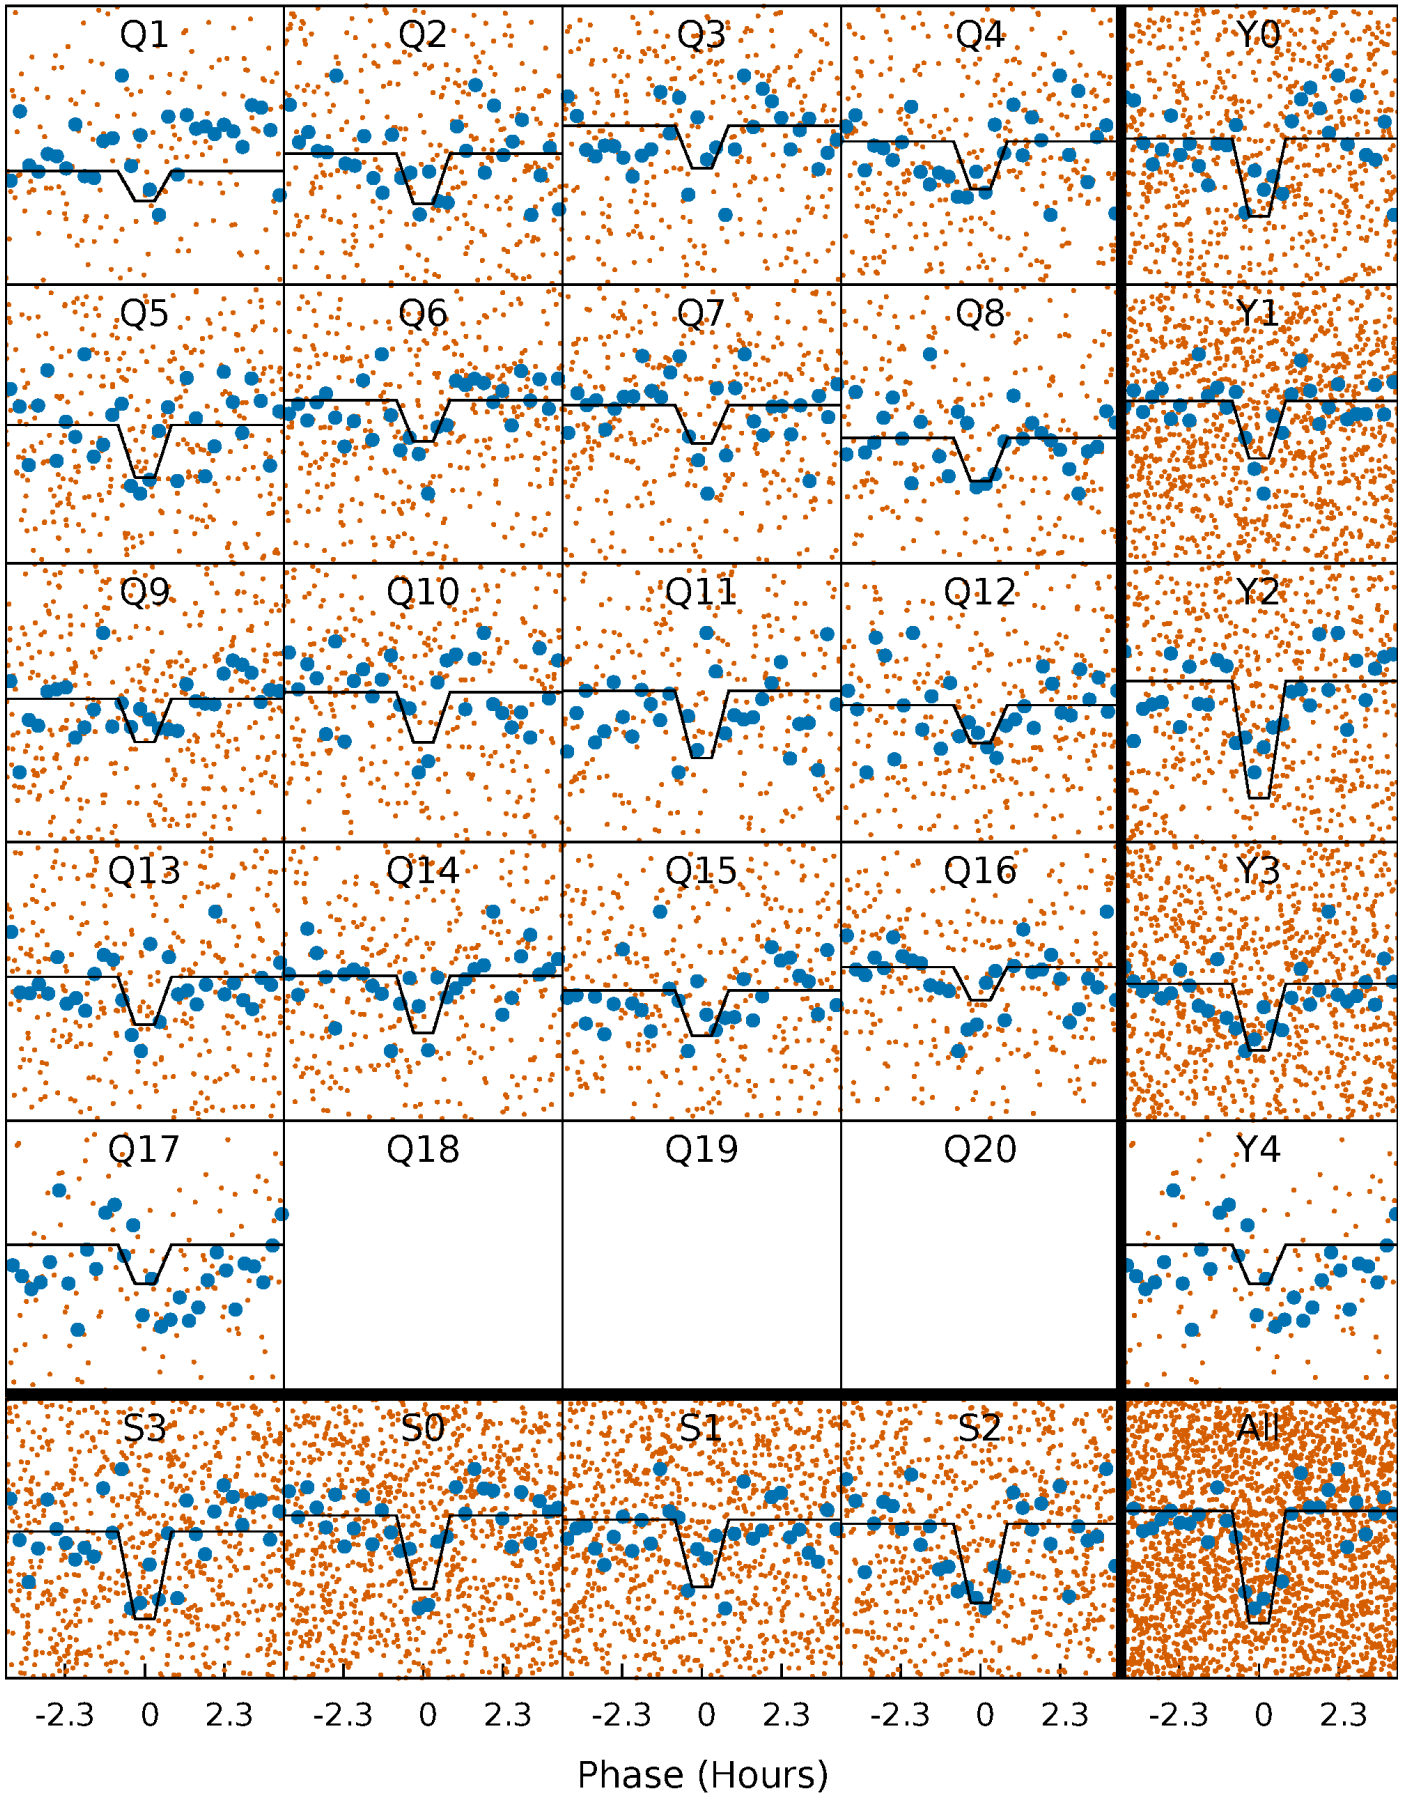 Q1 Q2 Q3 Q4 Y0
Q5 Q6 Q7 Q8 Y1
Q9 Q10 Q11 Q12 Y2
Q13 Q14 Q15 Q16 Y3
Q17 Q18 Q19 Q20 Y4
S3 S0 S1 S2 All
-2.3 0 2.3 -2.3 0 2.3 -2.3 0 2.3 -2.3 0 2.3 -2.3 0 2.3
Phase (Hours)